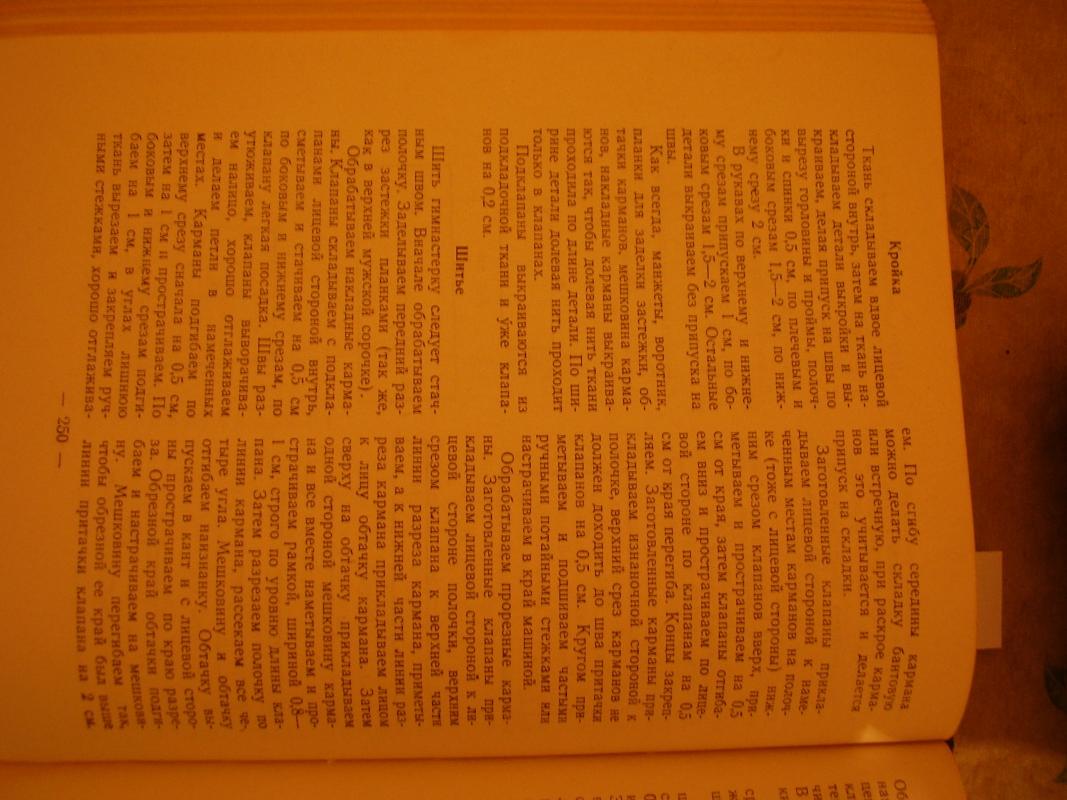 Кройка
Ткань складываем вдвое лицевой
стороной внутрь, затем на ткань на-
кладываем детали выкройки и вы-
краиваем, делая припуск на швы по
вырезу горловины и проймы, полоч-
ки и спинки 0,5 см, по плечевым и
боковым срезам 1,5—2 см, по ниж-
нему срезу 2 см.
В рукавах по верхнему и нижне-
му срезам припускаем 1 см, по бо-
ковым срезам 1,5—2 см. Остальные
детали выкраиваем без припуска на
швы.
Как всегда, манжеты, воротник,
планки для заделки застежки, об-
тачки карманов, мешковина карма-
нов, накладные карманы выкраива-
ются так, чтобы долевая нить ткани
проходила по длине детали. По ши-
рине детали долевая нить проходит
только в клапанах.
Подклапаны выкраиваются из
подкладочной ткани и уже клапа-
нов на 0,2 см.
Шитье
Шить гимнастерку следует стач-
ным швом. Вначале обрабатываем
полочку. Заделываем передний раз-
рез застежки планками (так же,
как в верхней мужской сорочке).
Обрабатываем накладные карма-
ны. Клапаны складываем с подкла-
панами лицевой стороной внутрь,
сметываем и стачиваем на 0,5 см
по боковым и нижнему срезам, по
клапану легкая посадка. Швы раз-
утюживаем, клапаны выворачива-
ем налицо, хорошо отглаживаем
и делаем петли в намеченных
местах. Карманы подгибаем по
верхнему срезу сначала на 0,5 см,
затем на 1 см и прострачиваем. По
боковым и нижнему срезам подги-
баем на 1 см, в углах лишнюю
ткань вырезаем и закрепляем руч-
ными стежками, хорошо отглажива-
ем. По сгибу середины кармана
можно делать складку бантовую
или встречную, при раскрое карма-
нов это учитывается и делается
припуск на складки.
Заготовленные клапаны прикла-
дываем лицевой стороной к наме-
ченным местам карманов на полоч-
ке (тоже с лицевой стороны) ниж-
ним срезом клапанов вверх, при-
метываем и прострачиваем на 0,5
см от края, затем клапаны отгиба-
ем вниз и прострачиваем по лице-
вой стороне по клапанам на 0,5
см от края перегиба. Концы закреп-
ляем. Заготовленные карманы при-
кладываем изнаночной стороной к
полочке, верхний срез карманов не
должен доходить до шва притачки
клапанов на 0,5 см. Кругом при-
метываем и подшиваем частыми
ручными потайными стежками или
настрачиваем в край машиной.
Обрабатываем прорезные карма-
ны. Заготовленные клапаны при-
кладываем лицевой стороной к ли-
цевой стороне полочки, верхним
срезом клапана к верхней части
линии разреза кармана, приметы-
ваем, а к нижней части линии раз-
реза кармана прикладываем лицом
к лицу обтачку кармана. Затем
сверху на обтачку прикладываем
одной стороной мешковину карма-
на и все вместе наметываем и про-
страчиваем рамкой, шириной 0,8—
1 см, строго по уровню длины кла-
пана. Затем разрезаем полочку по
линии кармана, рассекаем все че-
тыре угла. Мешковину и обтачку
отгибаем наизнанку. Обтачку вы-
пускаем в кант и с лицевой сторо-
ны прострачиваем по краю разре-
за. Обрезной край обтачки подги-
баем и настрачиваем на мешкови-
ну. Мешковину перегибаем так,
чтобы обрезной ее край был выше
линии притачки клапана на 2 см,
— 250 —